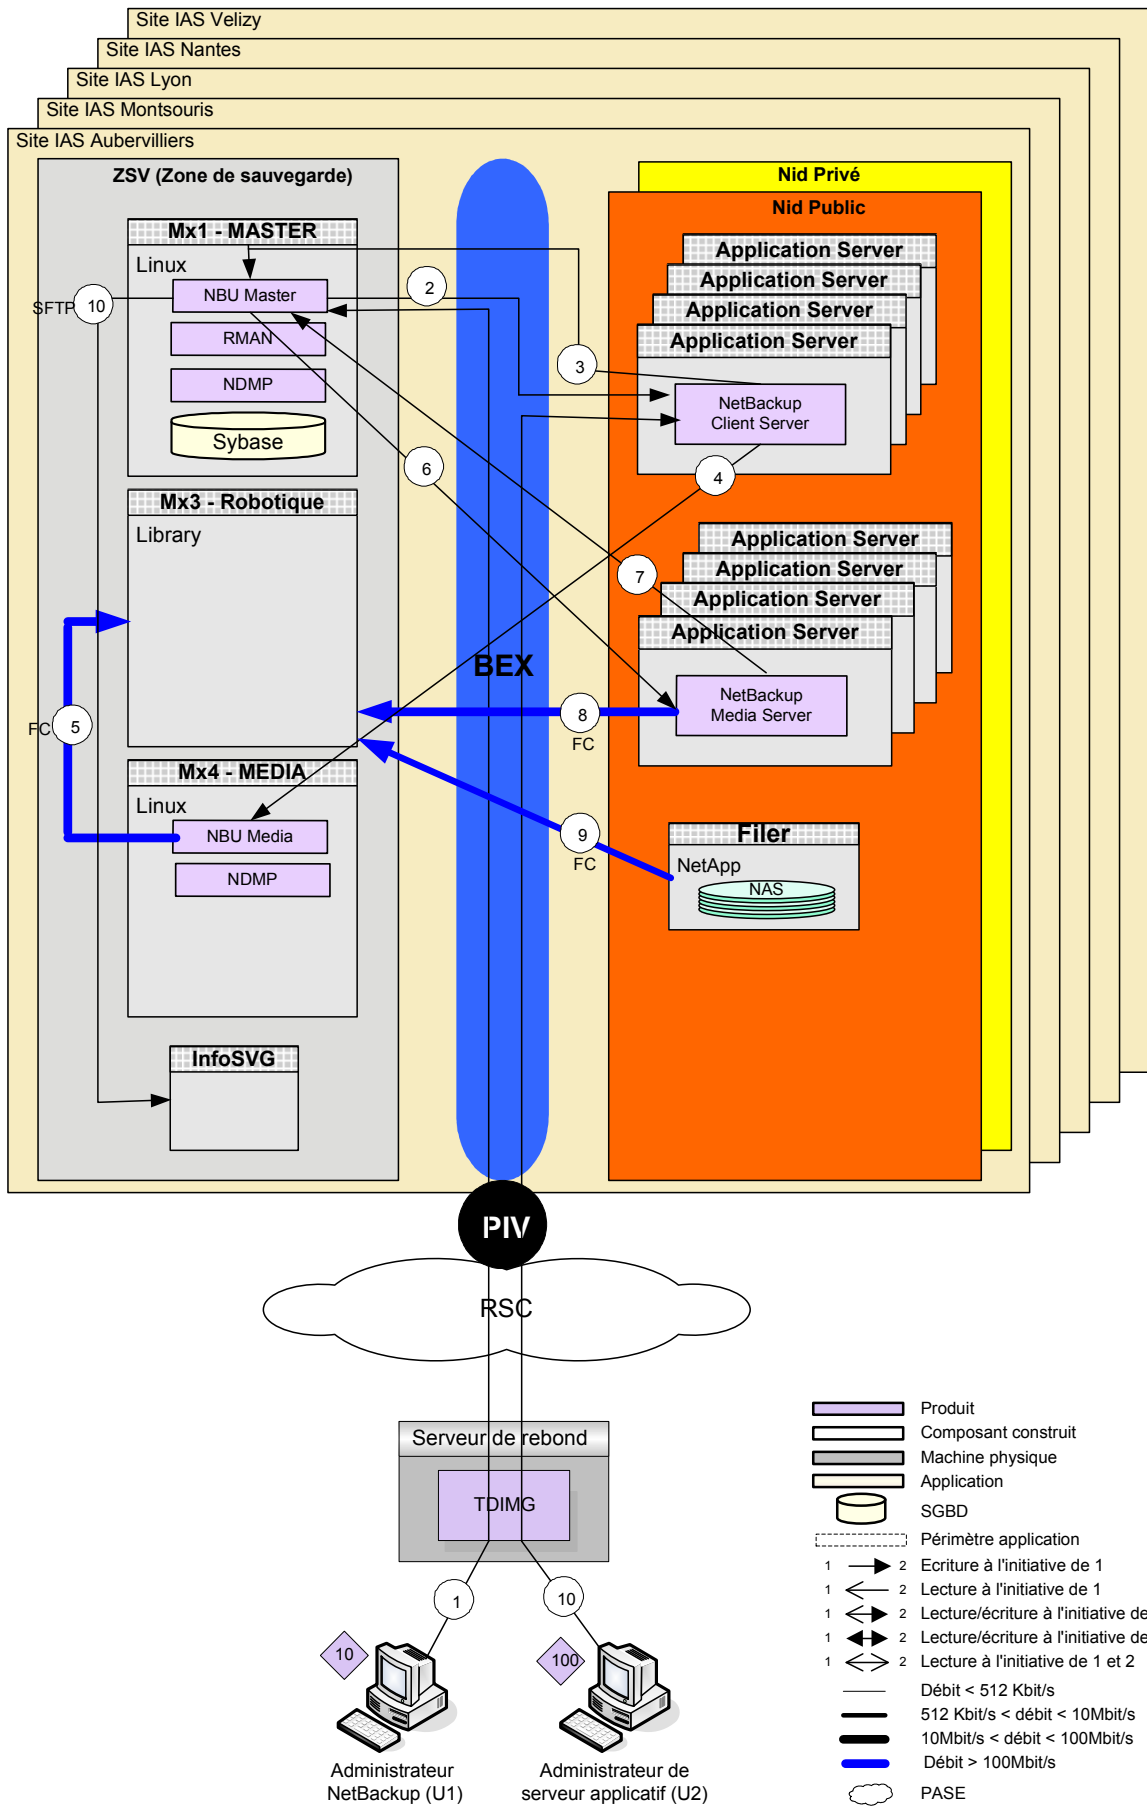 Site IAS Velizy
Site IAS Nantes
Site IAS Lyon
Site IAS Montsouris
Site IAS Aubervilliers
ZSV (Zone de sauvegarde)
Mx1 - MASTER
Linux
NBU Master
RMAN
NDMP
Sybase
SFTP
10
2
3
6
4
7
Mx3 - Robotique
Library
FC
5
Mx4 - MEDIA
Linux
NBU Media
NDMP
InfoSVG
BEX
8
FC
9
FC
Nid Privé
Nid Public
Application Server
Application Server
Application Server
Application Server
NetBackup
Client Server
Application Server
Application Server
Application Server
Application Server
NetBackup
Media Server
Filer
NetApp
NAS
PIV
RSC
Serveur de rebond
TDIMG
1
10
10
100
Administrateur
NetBackup (U1)
Administrateur de
serveur applicatif (U2)
Produit
Composant construit
Machine physique
Application
SGBD
Périmètre application
1 2 Ecriture à l'initiative de 1
1 2 Lecture à l'initiative de 1
1 2 Lecture/écriture à l'initiative de
1 2 Lecture/écriture à l'initiative de
1 2 Lecture à l'initiative de 1 et 2
Débit < 512 Kbit/s
512 Kbit/s < débit < 10Mbit/s
10Mbit/s < débit < 100Mbit/s
Débit > 100Mbit/s
PASE